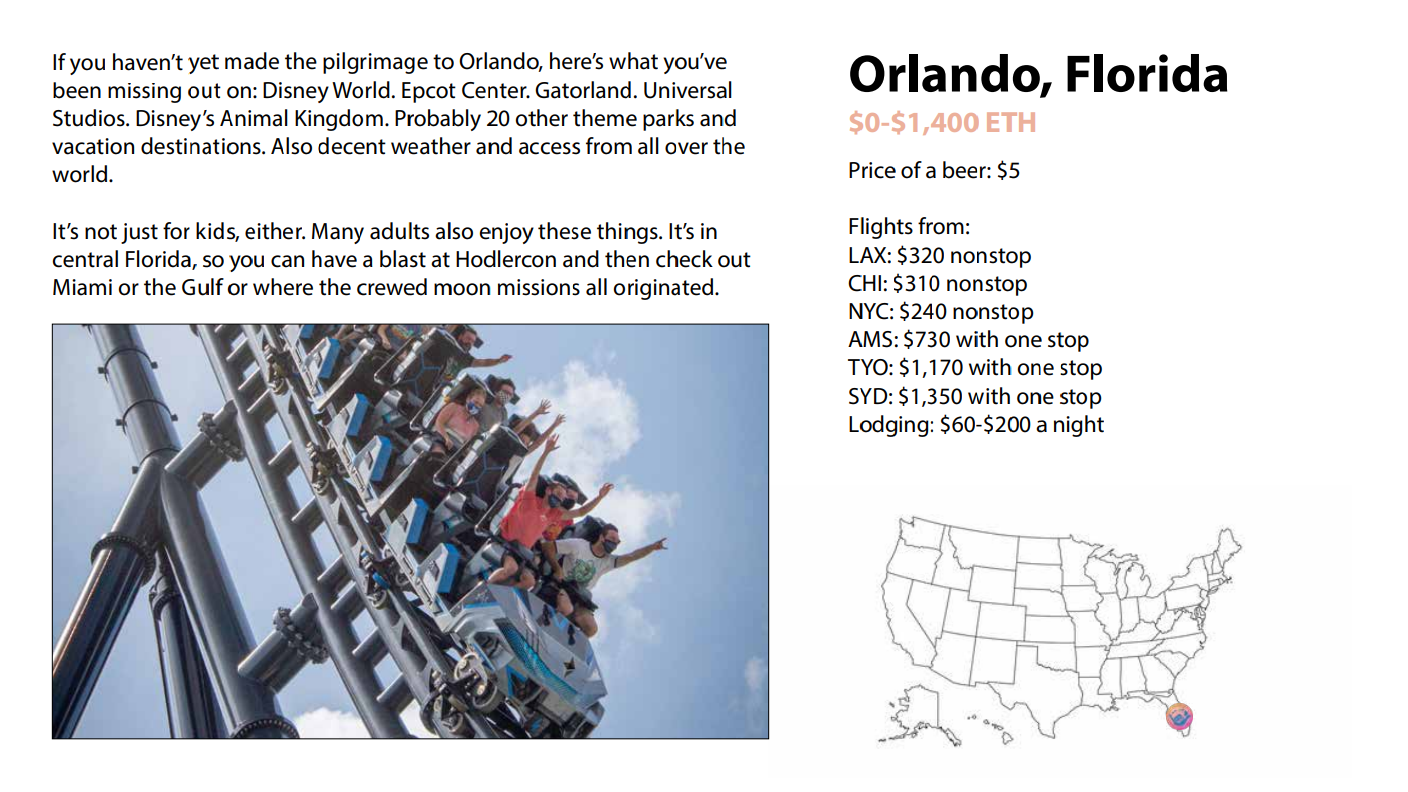 If you haven’t yet made the pilgrimage to Orlando, here’s what you’ve
been missing out on: Disney World. Epcot Center. Gatorland. Universal
Studios. Disney’s Animal Kingdom. Probably 20 other theme parks and
vacation destinations. Also decent weather and access from all over the
world.
It’s not just for kids, either. Many adults also enjoy these things. It’s in
central Florida, so you can have a blast at Hodlercon and then check out
Miami or the Gulf or where the crewed moon missions all originated.
Orlando, Florida
$0-$1,400 ETH
Price of a beer: $5
Flights from:
LAX: $320 nonstop
CHI: $310 nonstop
NYC: $240 nonstop
AMS: $730 with one stop
TYO: $1,170 with one stop
SYD: $1,350 with one stop
Lodging: $60-$200 a night